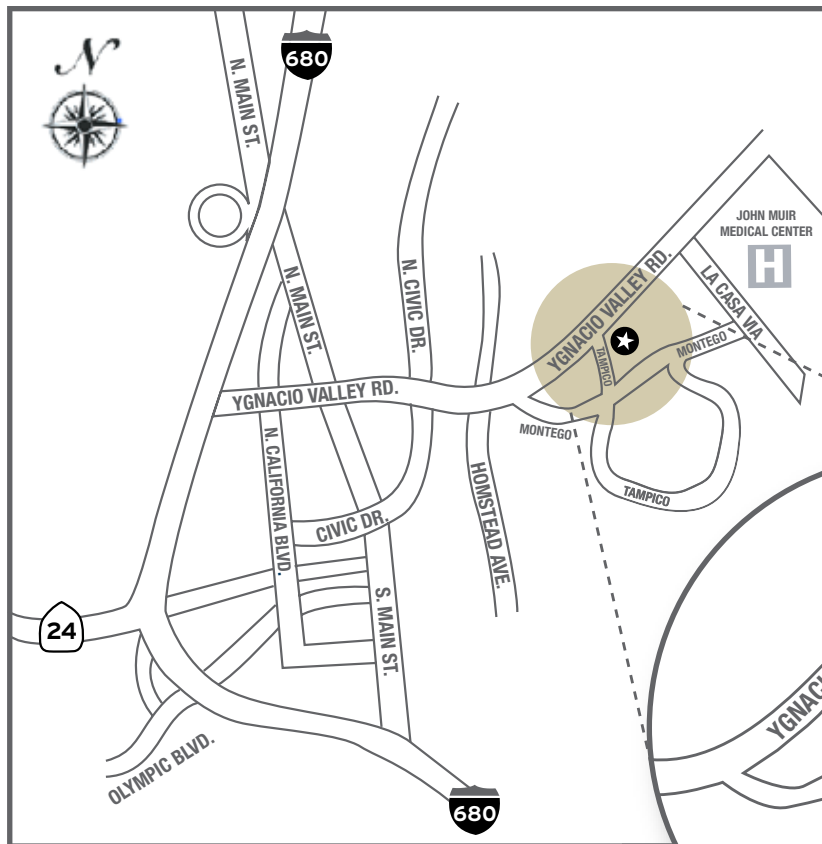 N
680
N. MAIN ST.
N. MAIN ST.
N. CIVIC DR.
YGNACIO VALLEY RD.
JOHN MUIR
MEDICAL CENTER
H
LA CASA VIA
TAMPICO
MONTEGO
YGNACIO VALLEY RD.
MONTEGO
N. CALIFORNIA BLVD.
HOMSTEAD AVE.
TAMPICO
CIVIC DR.
S. MAIN ST.
24
OLYMPIC BLVD.
680
YGNACI